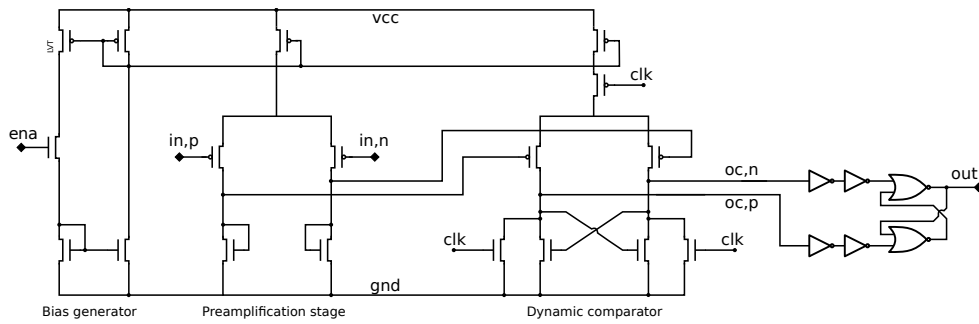 vcc
LVT
clk
ena
in,p
in,n
oc,n
out
oc,p
clk
clk
gnd
Bias generator
Preamplification stage
Dynamic comparator